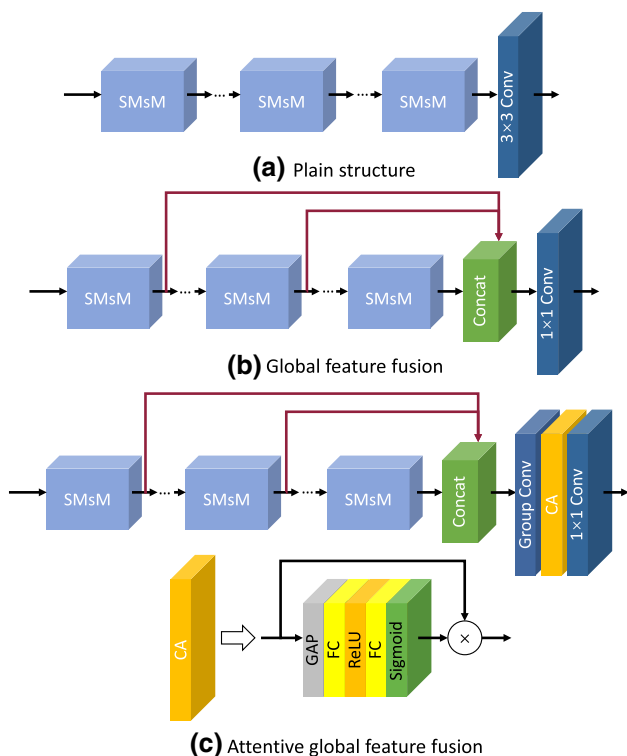 SMsM
...
SMsM
...
SMsM
3×3 Conv
(a) Plain structure
SMsM
...
SMsM
...
SMsM
Concat
1×1 Conv
(b) Global feature fusion
SMsM
...
SMsM
...
SMsM
Concat
Group Conv
CA
1×1 Conv
CA
GAP
FC
ReLU
FC
Sigmoid
×
(c) Attentive global feature fusion